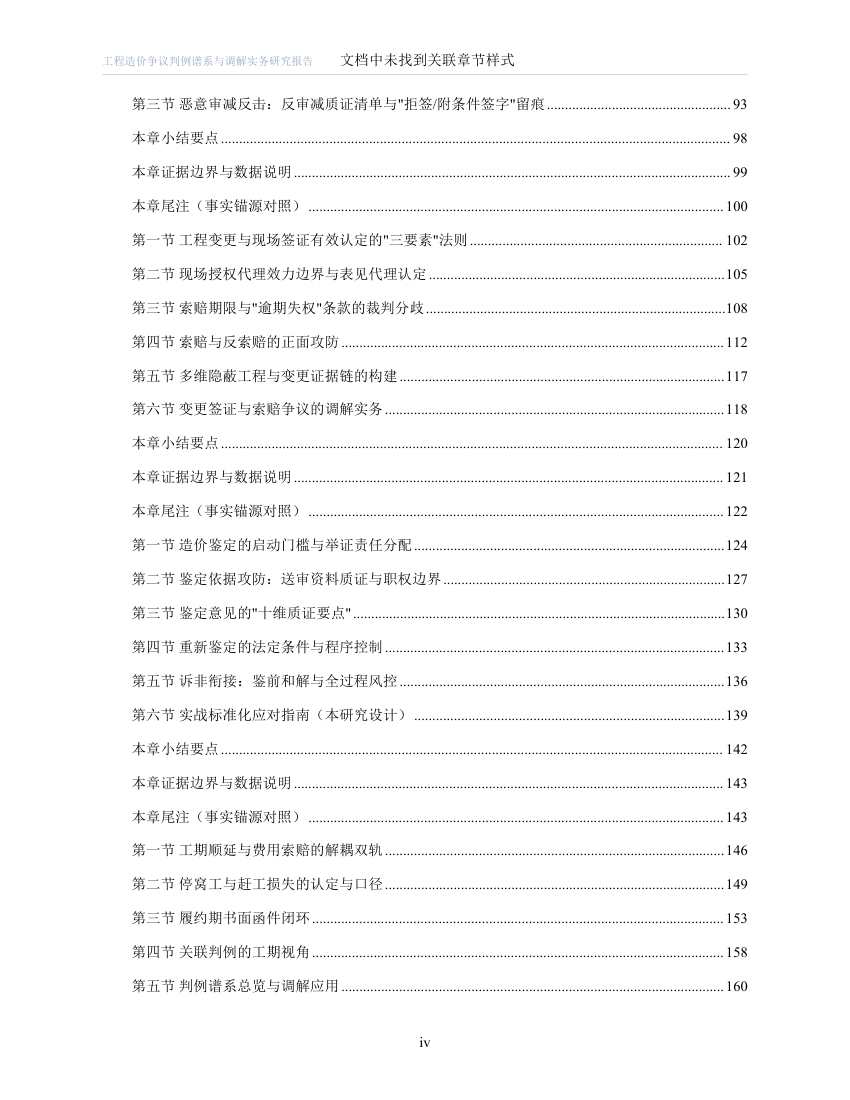 工程造价争议判例谱系与调解实务研究报告 文档中未找到关联章节样式
第三节 恶意审减反击：反审减质证清单与"拒签/附条件签字"留痕 93
本章小结要点 98
本章证据边界与数据说明 99
本章尾注（事实锚源对照） 100
第一节 工程变更与现场签证有效认定的"三要素"法则 102
第二节 现场授权代理效力边界与表见代理认定 105
第三节 索赔期限与"逾期失权"条款的裁判分歧 108
第四节 索赔与反索赔的正面攻防 112
第五节 多维隐蔽工程与变更证据链的构建 117
第六节 变更签证与索赔争议的调解实务 118
本章小结要点 120
本章证据边界与数据说明 121
本章尾注（事实锚源对照） 122
第一节 造价鉴定的启动门槛与举证责任分配 124
第二节 鉴定依据攻防：送审资料质证与职权边界 127
第三节 鉴定意见的"十维质证要点" 130
第四节 重新鉴定的法定条件与程序控制 133
第五节 诉非衔接：鉴前和解与全过程风控 136
第六节 实战标准化应对指南（本研究设计） 139
本章小结要点 142
本章证据边界与数据说明 143
本章尾注（事实锚源对照） 143
第一节 工期顺延与费用索赔的解耦双轨 146
第二节 停窝工与赶工损失的认定与口径 149
第三节 履约期书面函件闭环 153
第四节 关联判例的工期视角 158
第五节 判例谱系总览与调解应用 160
iv